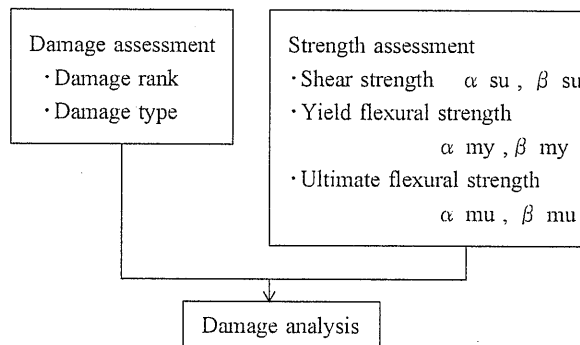 Damage assessment
・Damage rank
・Damage type
Strength assessment
・Shear strength α su , β su
・Yield flexural strength
α my , β my
・Ultimate flexural strength
α mu , β mu
Damage analysis